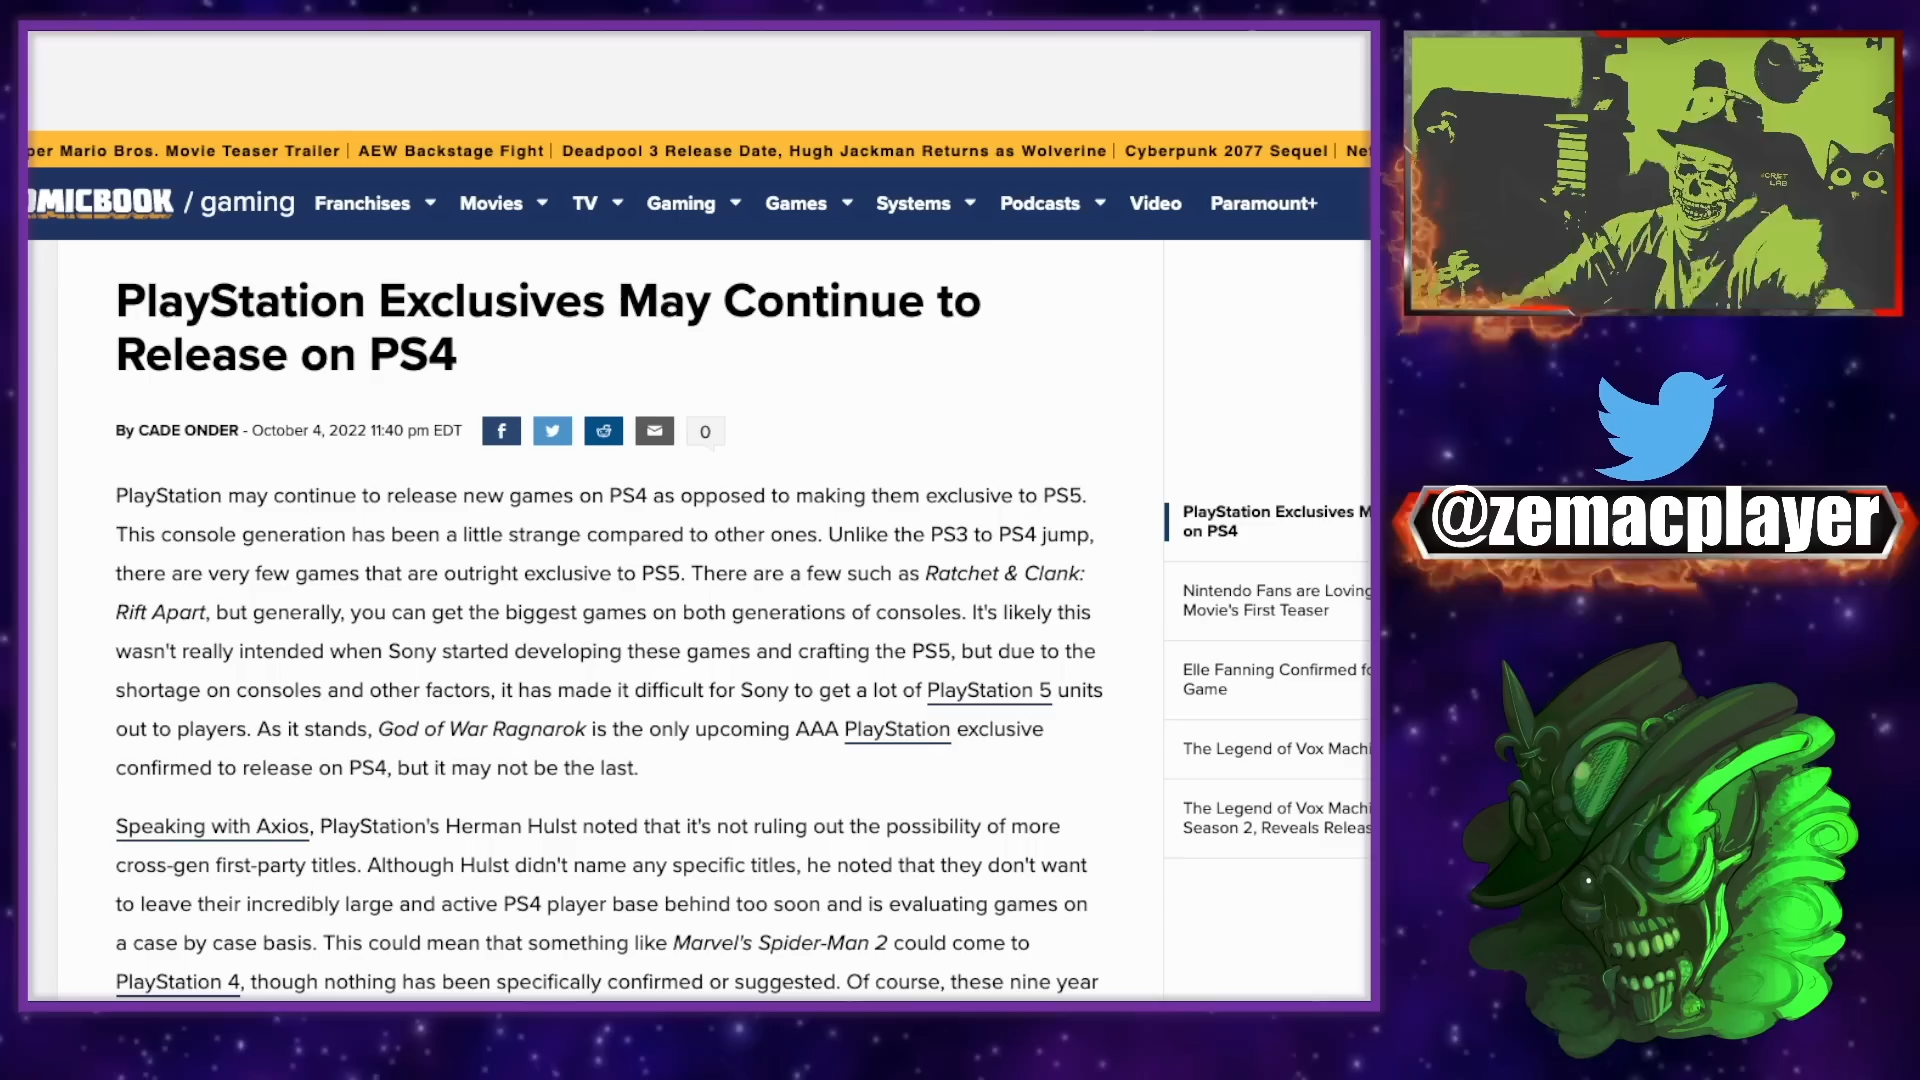 per Mario Bros. Movie Teaser Trailer | AEW Backstage Fight | Deadpool 3 Release Date, Hugh Jackman Returns as Wolverine | Cyberpunk 2077 Sequel |
OMICBOOK / gaming Franchises Movies TV Gaming Games Systems Podcasts Video Paramount+
PlayStation Exclusives May Continue to
Release on PS4
By CADE ONDER - October 4, 2022 11:40 pm EDT
0
PlayStation may continue to release new games on PS4 as opposed to making them exclusive to PS5.
This console generation has been a little strange compared to other ones. Unlike the PS3 to PS4 jump,
there are very few games that are outright exclusive to PS5. There are a few such as Ratchet & Clank:
Rift Apart, but generally, you can get the biggest games on both generations of consoles. It's likely this
wasn't really intended when Sony started developing these games and crafting the PS5, but due to the
shortage on consoles and other factors, it has made it difficult for Sony to get a lot of PlayStation 5 units
out to players. As it stands, God of War Ragnarok is the only upcoming AAA PlayStation exclusive
confirmed to release on PS4, but it may not be the last.
Speaking with Axios, PlayStation's Herman Hulst noted that it's not ruling out the possibility of more
cross-gen first-party titles. Although Hulst didn't name any specific titles, he noted that they don't want
to leave their incredibly large and active PS4 player base behind too soon and is evaluating games on
a case by case basis. This could mean that something like Marvel's Spider-Man 2 could come to
PlayStation 4, though nothing has been specifically confirmed or suggested. Of course, these nine year
PlayStation Exclusives M
on PS4
Nintendo Fans are Loving
Movie's First Teaser
Elle Fanning Confirmed fo
Game
The Legend of Vox Machi
The Legend of Vox Machi
Season 2, Reveals Releas
CRET
LAB
@zemacplayer